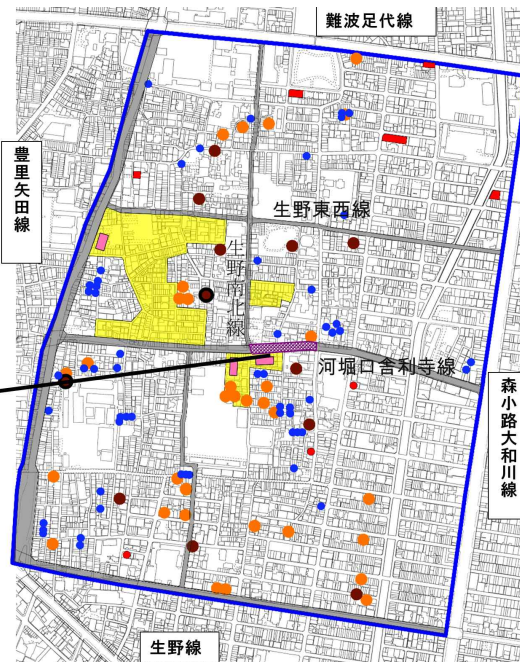 難波足代線
豊里矢田線
生野東西線
生野南北線
河堀口舎利寺線
森小路大和川線
生野線